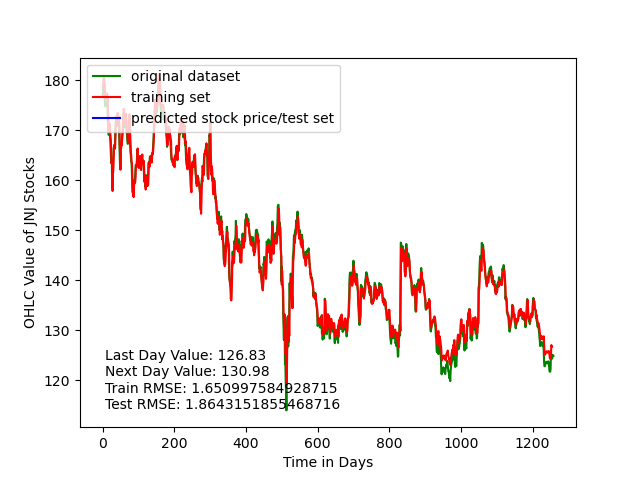 original dataset
training set
predicted stock price/test set
180
170
160
150
140
130
120
OHLC Value of JNJ Stocks
Last Day Value: 126.83
Next Day Value: 130.98
Train RMSE: 1.650997584928715
Test RMSE: 1.8643151855468716
0 200 400 600 800 1000 1200
Time in Days